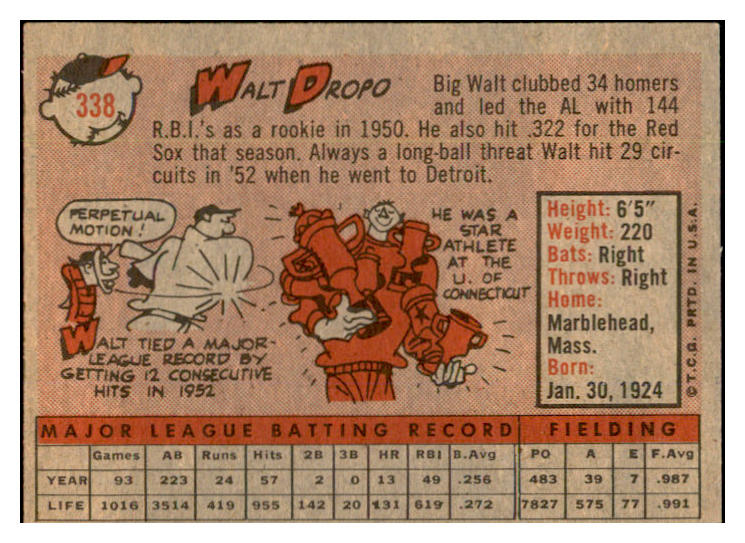 338
WALT DROPO
Big Walt clubbed 34 homers
and led the AL with 144
R.B.I.'s as a rookie in 1950. He also hit .322 for the Red
Sox that season. Always a long-ball threat Walt hit 29 cir-
cuits in '52 when he went to Detroit.
PERPETUAL
MOTION!
WALT TIED A MAJOR-
LEAGUE RECORD BY
GETTING 12 CONSECUTIVE
HITS IN 1952
HE WAS A
STAR
ATHLETE
AT THE
U. OF
CONNECTICUT
Height: 6'5"
Weight: 220
Bats: Right
Throws: Right
Home:
Marblehead,
Mass.
Born:
Jan. 30, 1924
©T.C.G. PRTD. IN U.S.A.
MAJOR LEAGUE BATTING RECORD FIELDING
Games AB Runs Hits 2B 3B HR RBI B.Avg PO A E F.Avg
YEAR 93 223 24 57 2 0 13 49 .256 483 39 7 .987
LIFE 1016 3514 419 955 142 20 131 619 .272 7827 575 77 .991